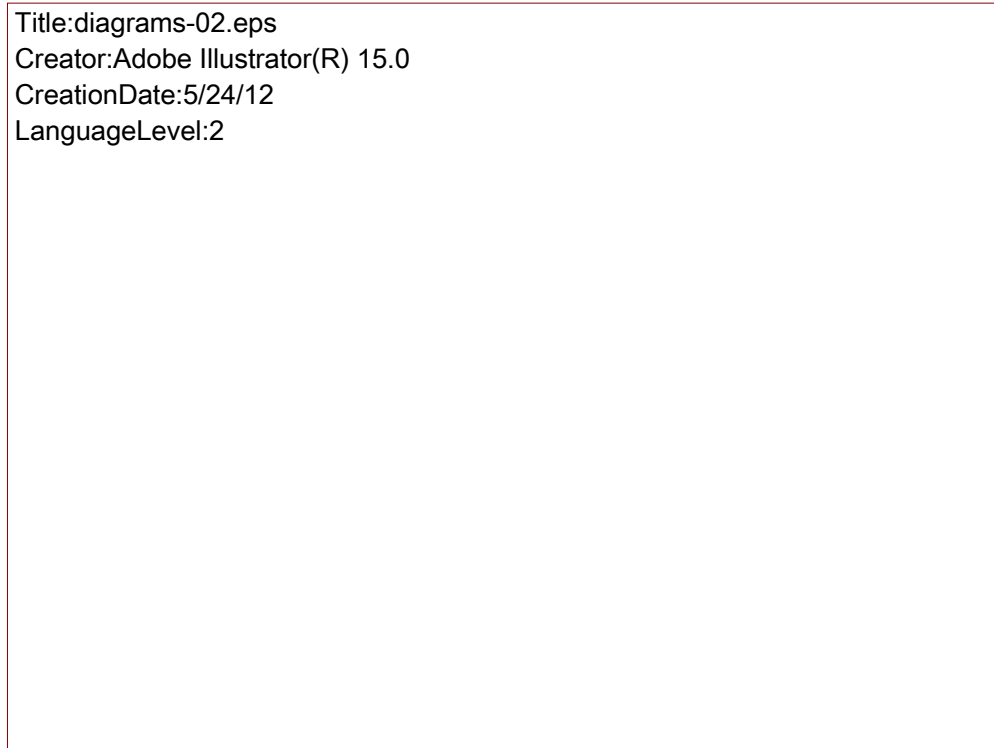 Title:diagrams-02.eps
Creator:Adobe Illustrator(R) 15.0
CreationDate:5/24/12
LanguageLevel:2